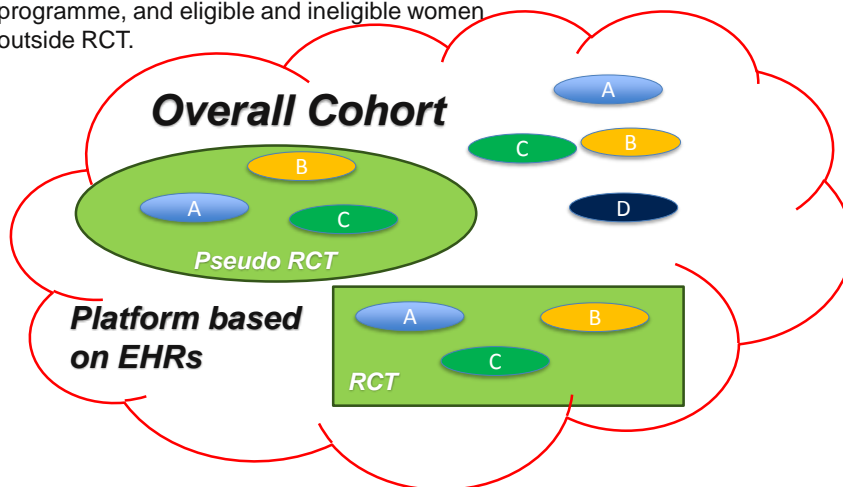 programme, and eligible and ineligible women
outside RCT.
Overall Cohort
A
C
B
D
B
A
C
Pseudo RCT
Platform based
on EHRs
A
B
C
RCT